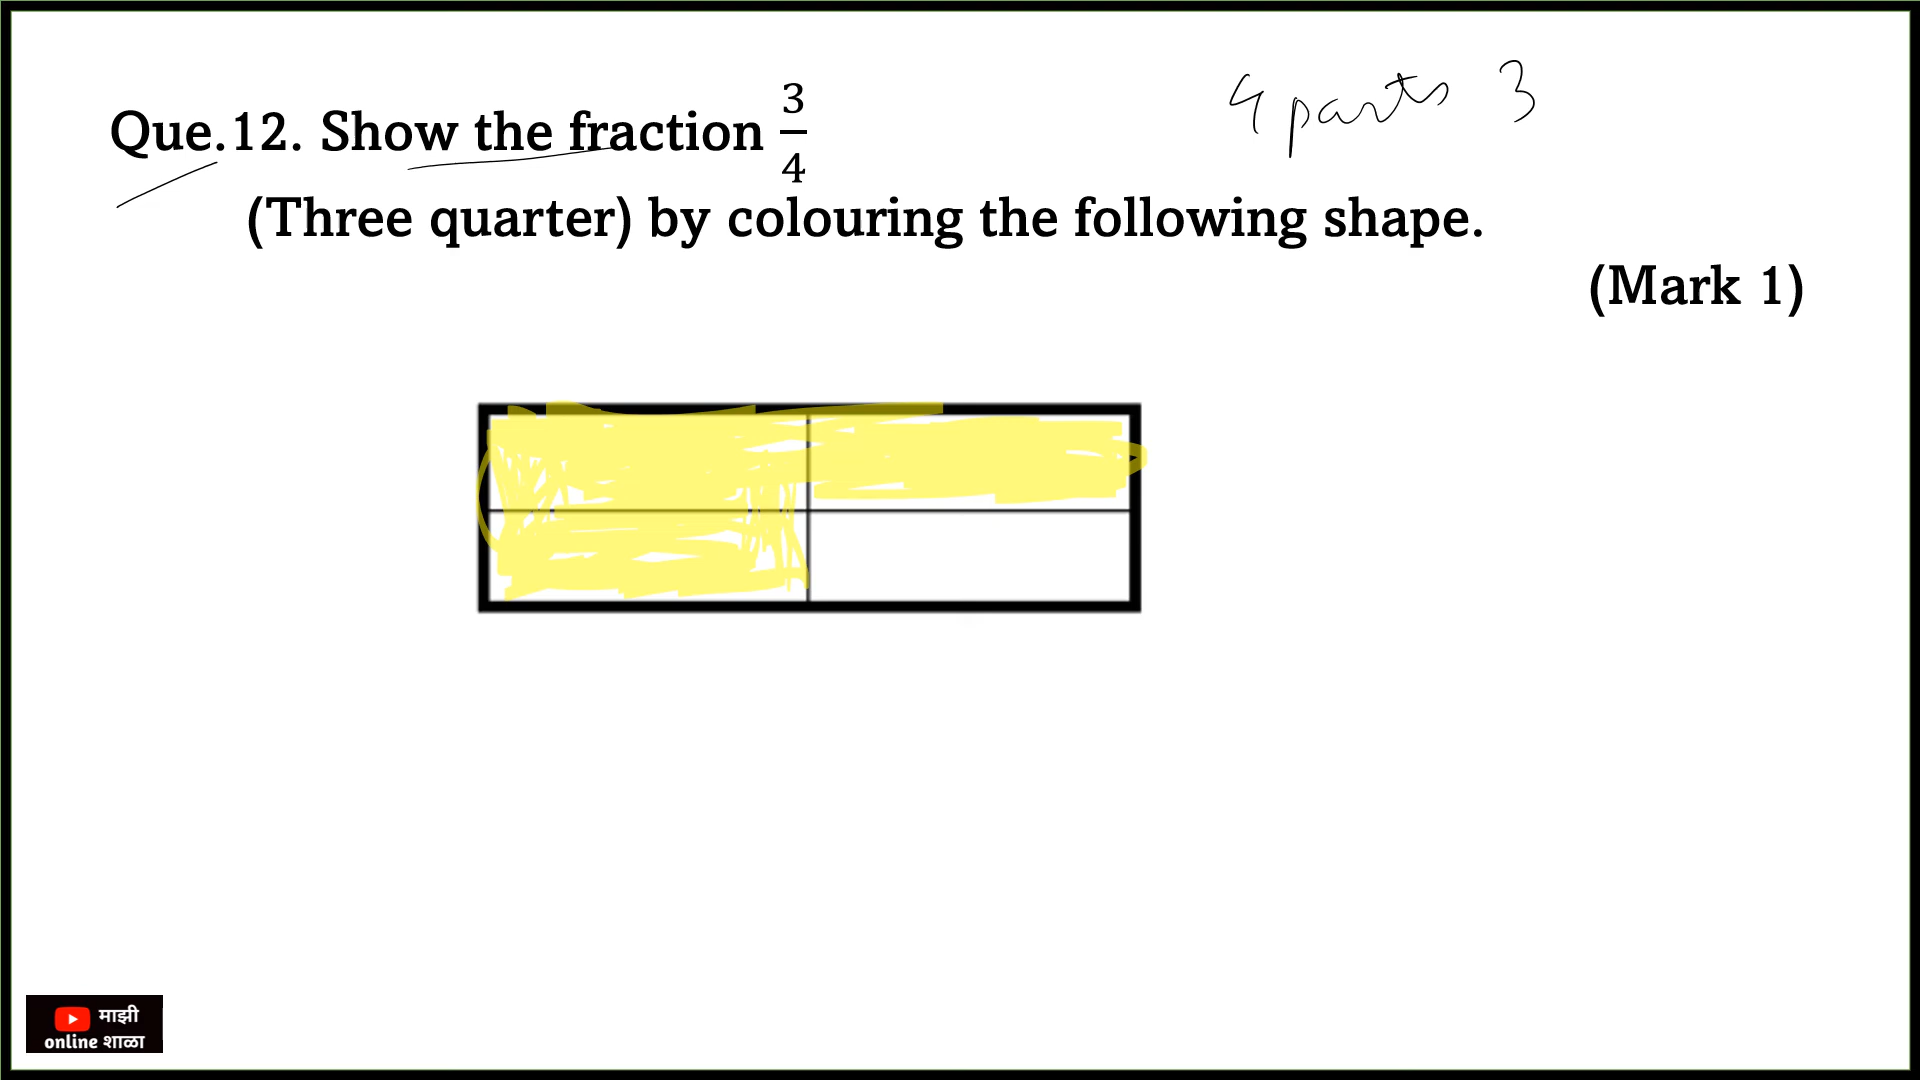 4 parts 3
Que.12. Show the fraction 3/4
(Three quarter) by colouring the following shape.
(Mark 1)
माझी
online शाळा